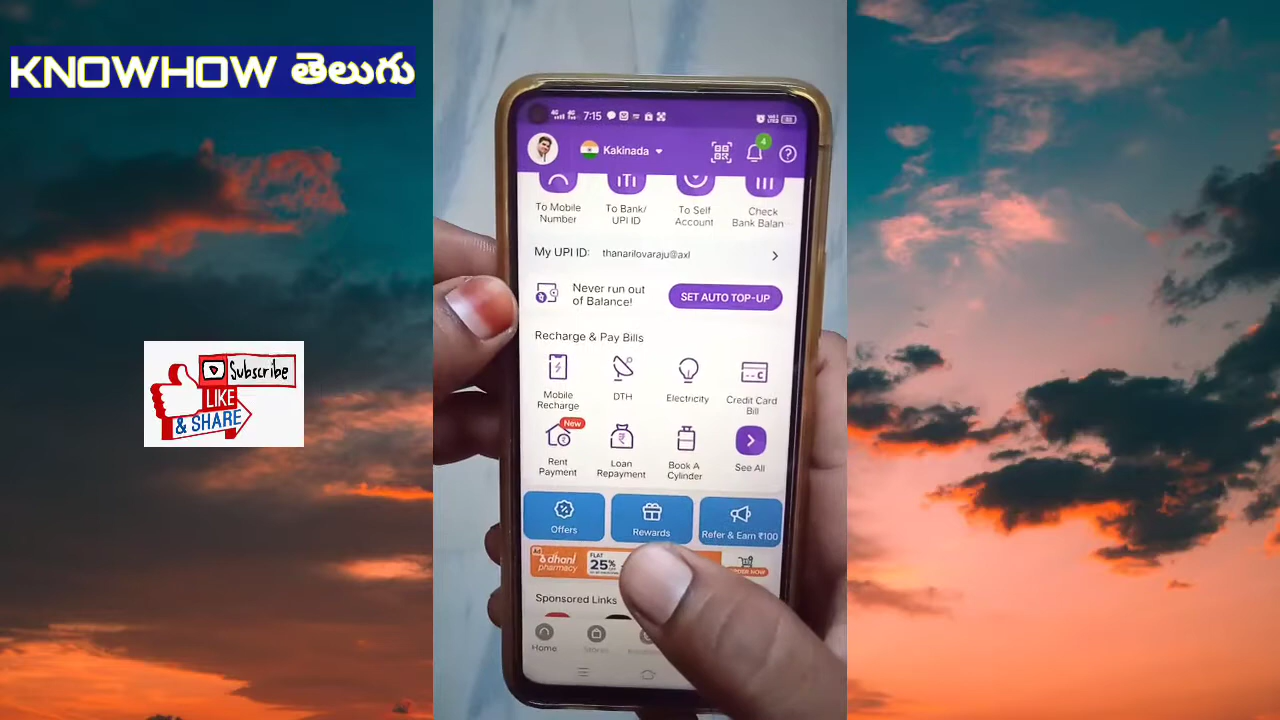 KNOWHOW తెలుగు
Subscribe
LIKE
& SHARE
7:15
Kakinada
4
To Mobile
Number
To Bank/
UPI ID
To Self
Account
Check
Bank Balan
My UPI ID: thanarilovaraju@axl
Never run out
of Balance!
SET AUTO TOP-UP
Recharge & Pay Bills
Mobile
Recharge
DTH
Electricity
Credit Card
Bill
New
Rent
Payment
Loan
Repayment
Book A
Cylinder
See All
Offers
Rewards
Refer & Earn ₹100
Ad
dhani
pharmacy
FLAT
25%
Sponsored Links
Home